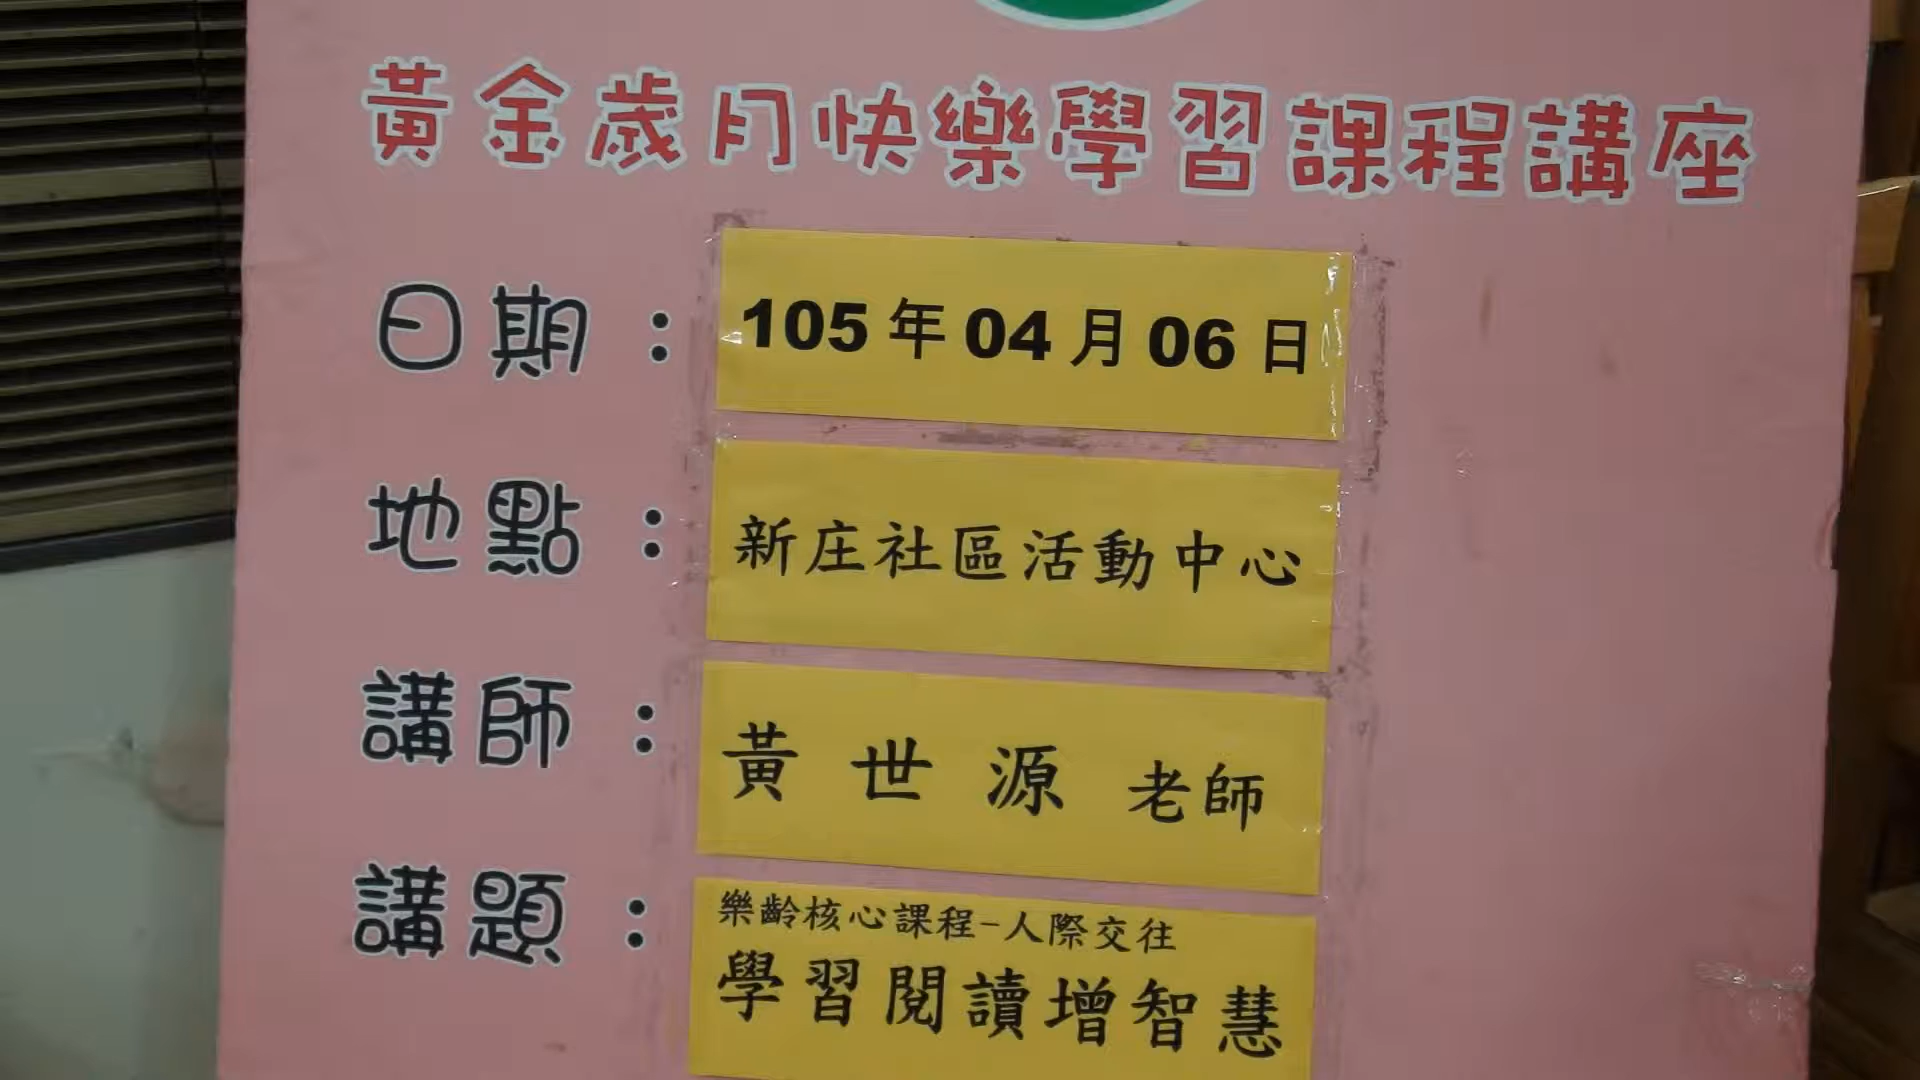 黃金歲月快樂學習課程講座
日期：105年04月06日
地點：新庄社區活動中心
講師：黃世源 老師
講題：樂齡核心課程-人際交往
學習閱讀增智慧